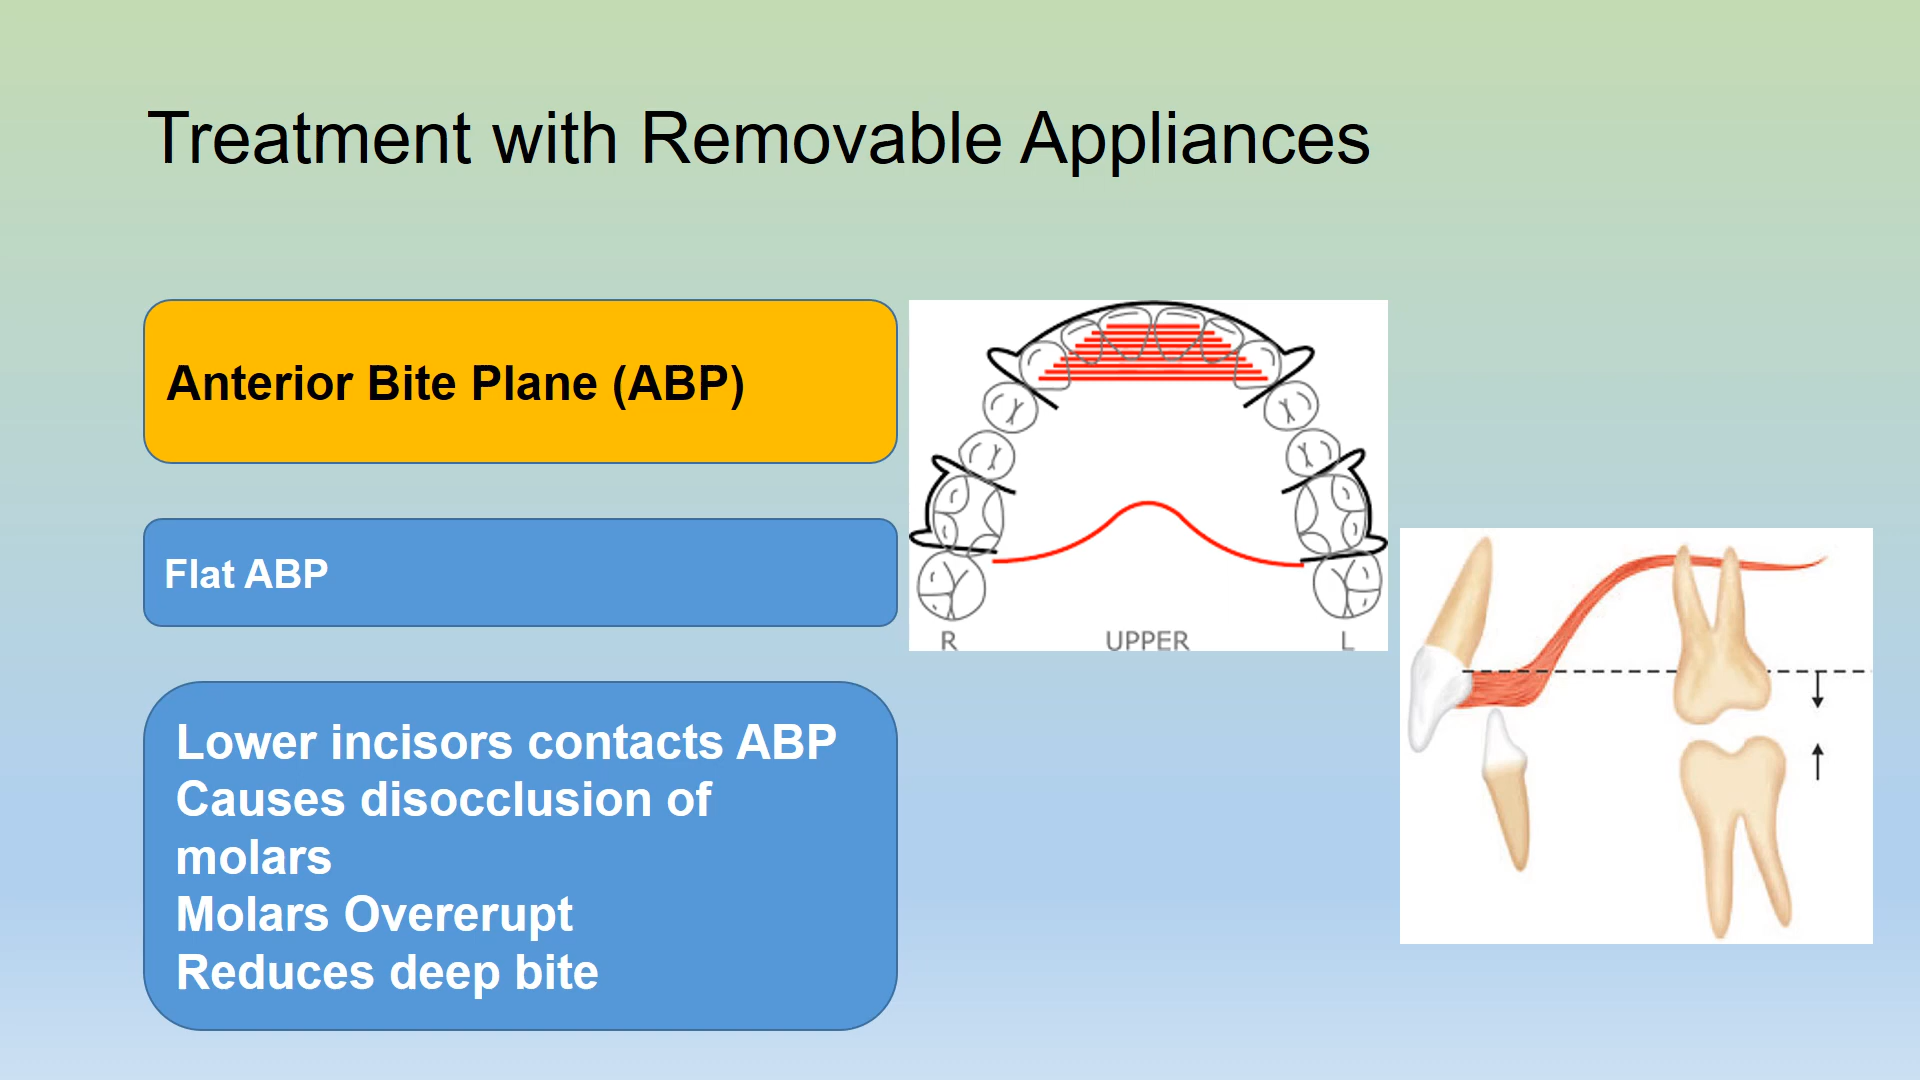 Treatment with Removable Appliances
Anterior Bite Plane (ABP)
Flat ABP
Lower incisors contacts ABP
Causes disocclusion of
molars
Molars Overerupt
Reduces deep bite
R UPPER L